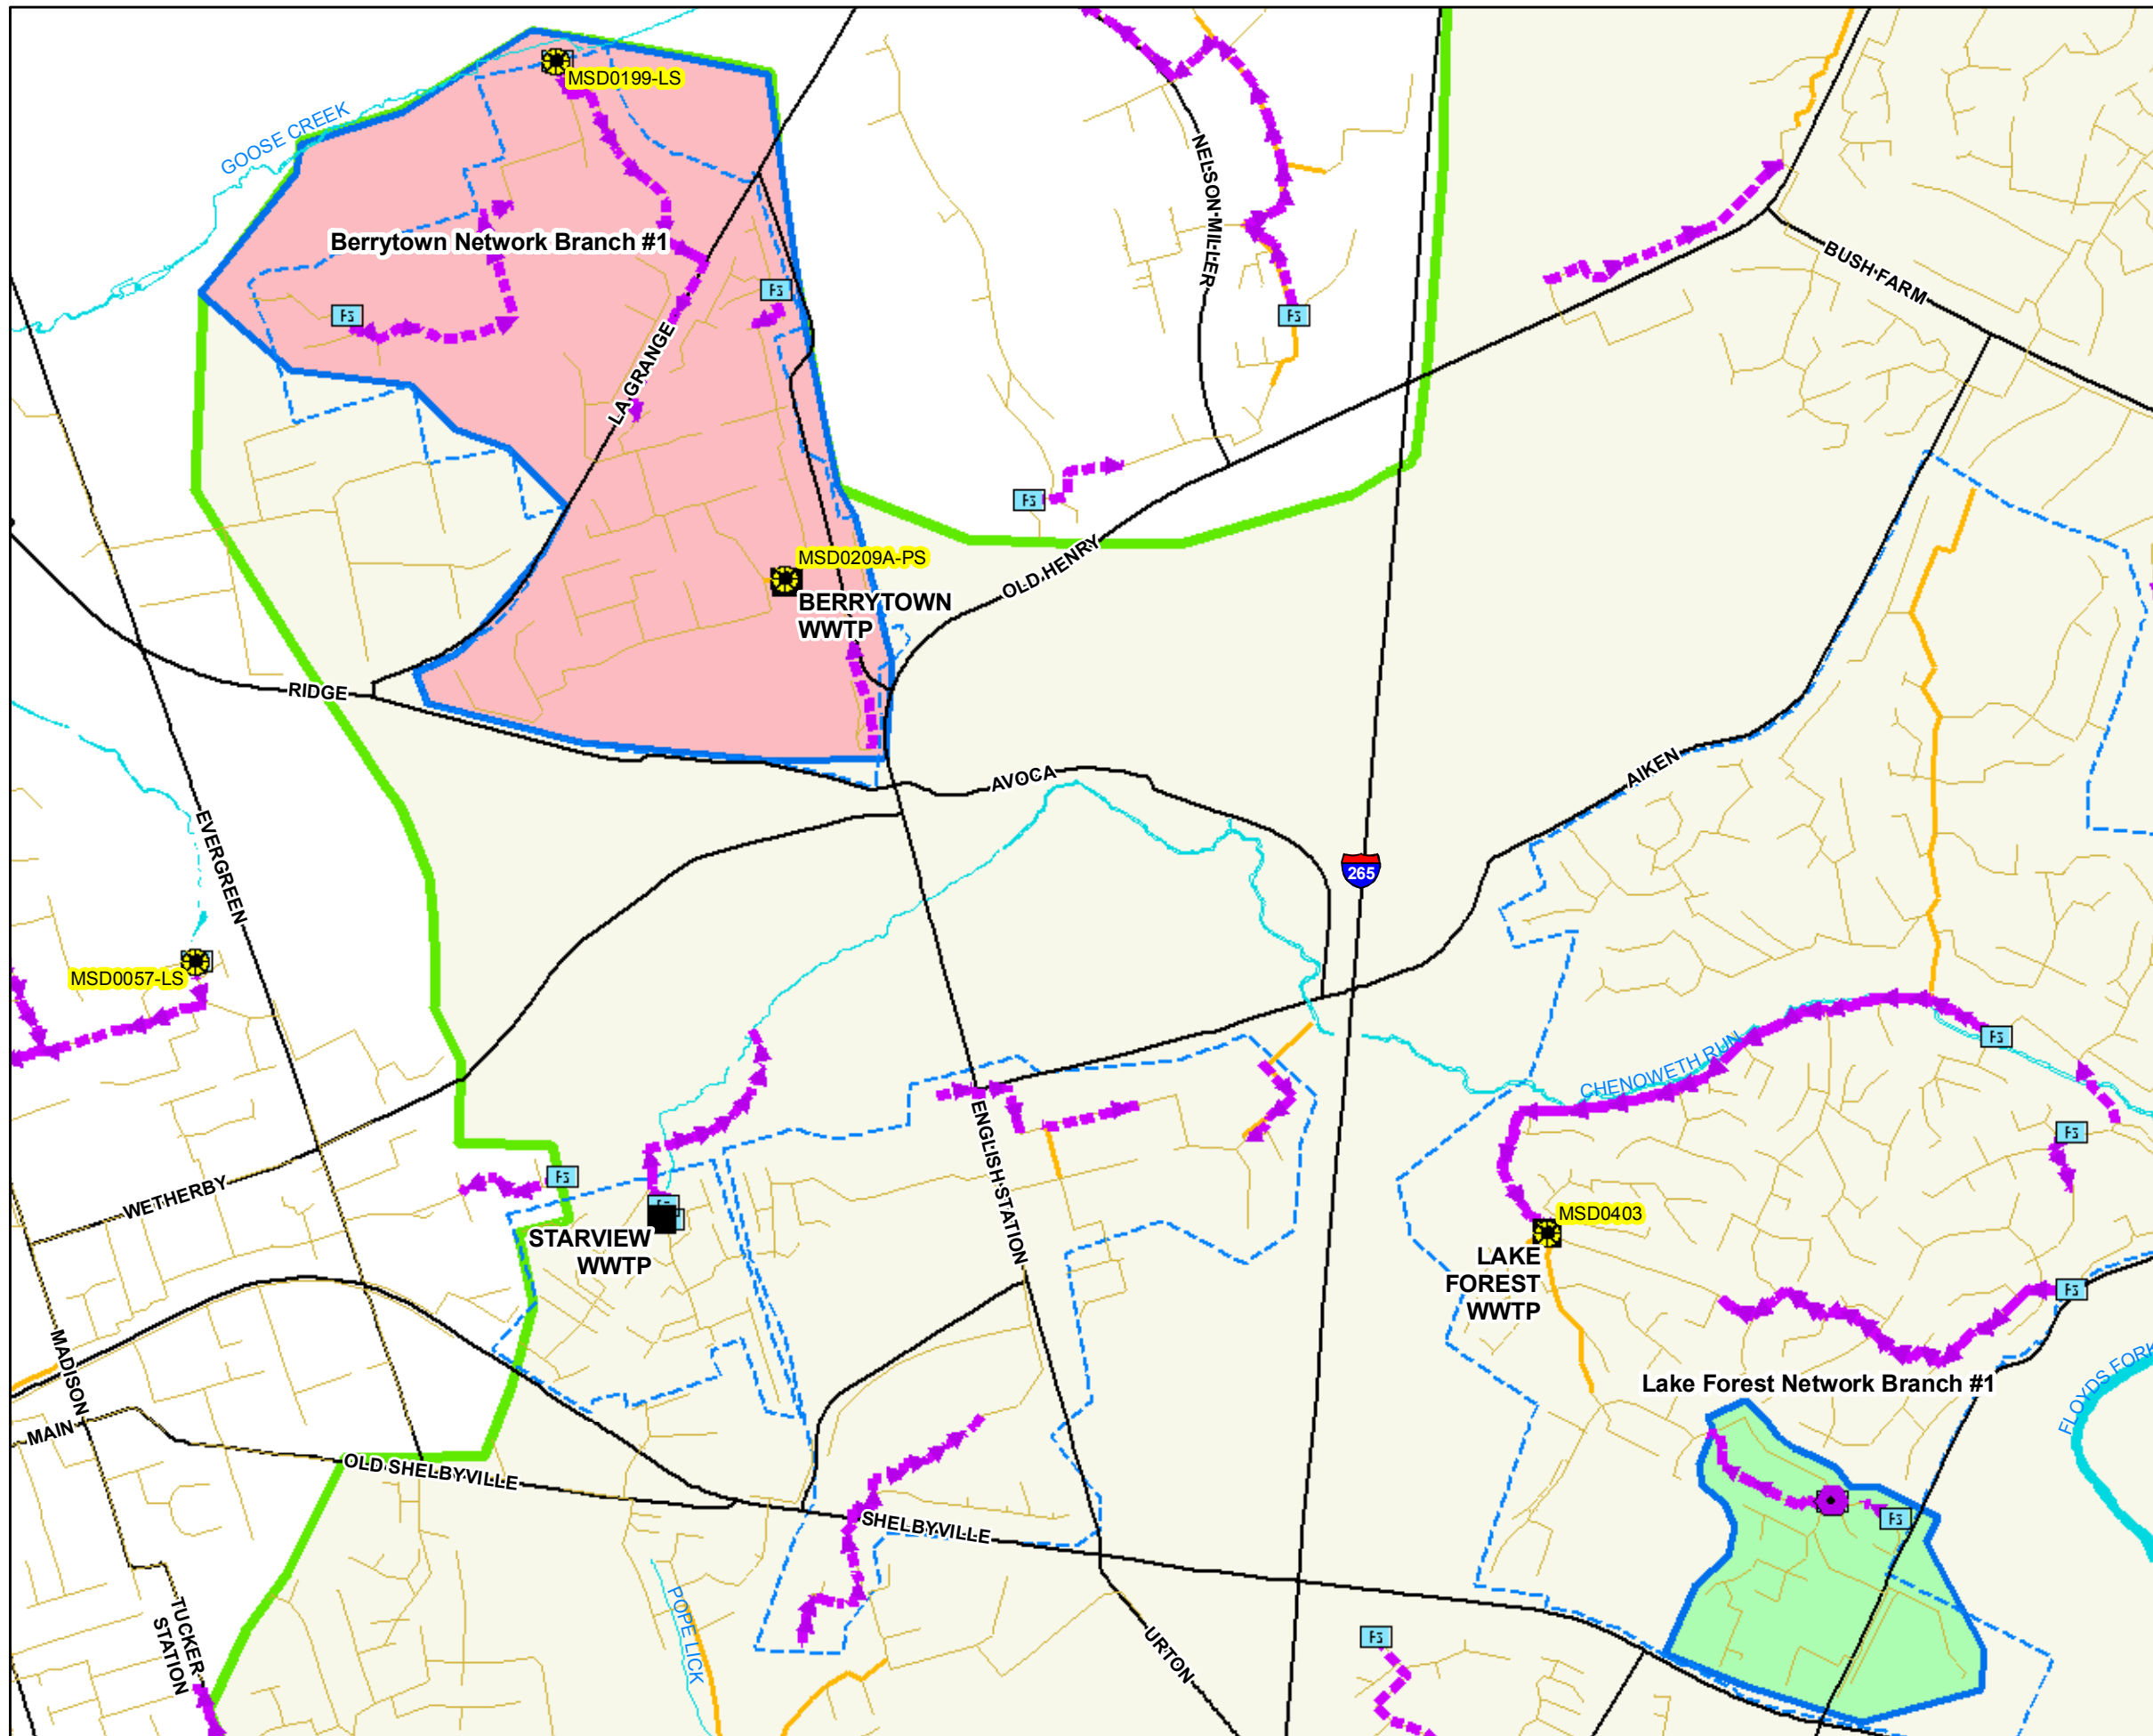 MSD0199-LS
GOOSE CREEK
NELSON MILLER
Berrytown Network Branch #1
BUSH FARM
LA GRANGE
MSD0209A-PS
BERRYTOWN
WWTP
OLD HENRY
RIDGE
AVOCA
AIKEN
EVERGREEN
265
MSD0057-LS
CHENOWETH RUN
ENGLISH STATION
WETHERBY
STARVIEW
WWTP
MSD0403
LAKE
FOREST
WWTP
MADISON
Lake Forest Network Branch #1
FLOYDS FORK
MAIN
OLD SHELBYVILLE
SHELBYVILLE
POPE LICK
TUCKER
STATION
URTON